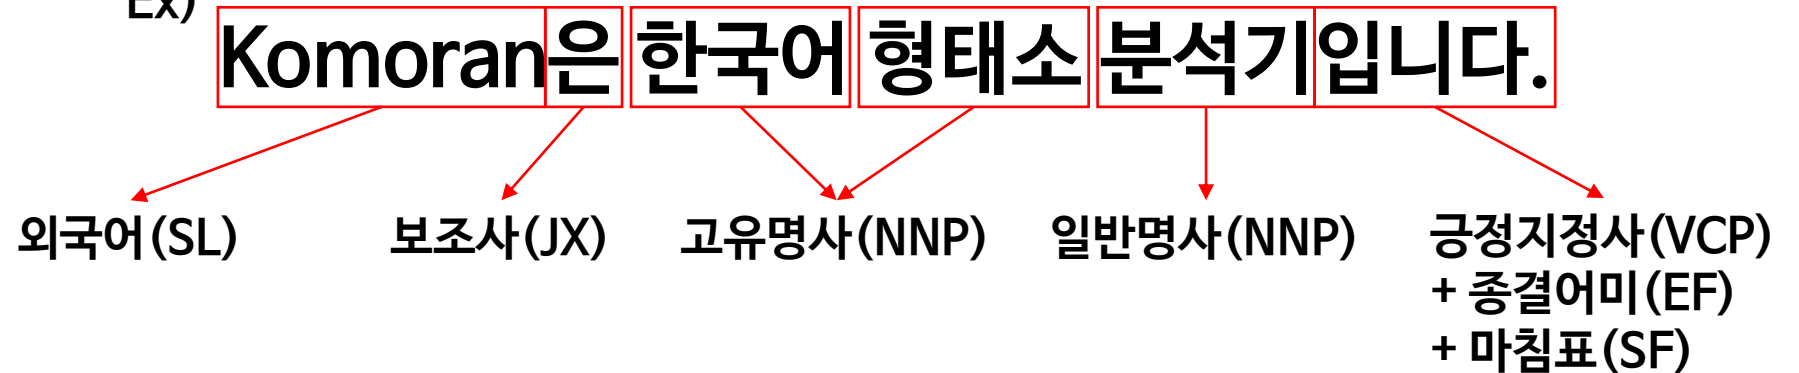 Ex)
Komoran은 한국어 형태소 분석기입니다.
외국어(SL) 보조사(JX) 고유명사(NNP) 일반명사(NNP) 긍정지정사(VCP)
+ 종결어미(EF)
+ 마침표(SF)